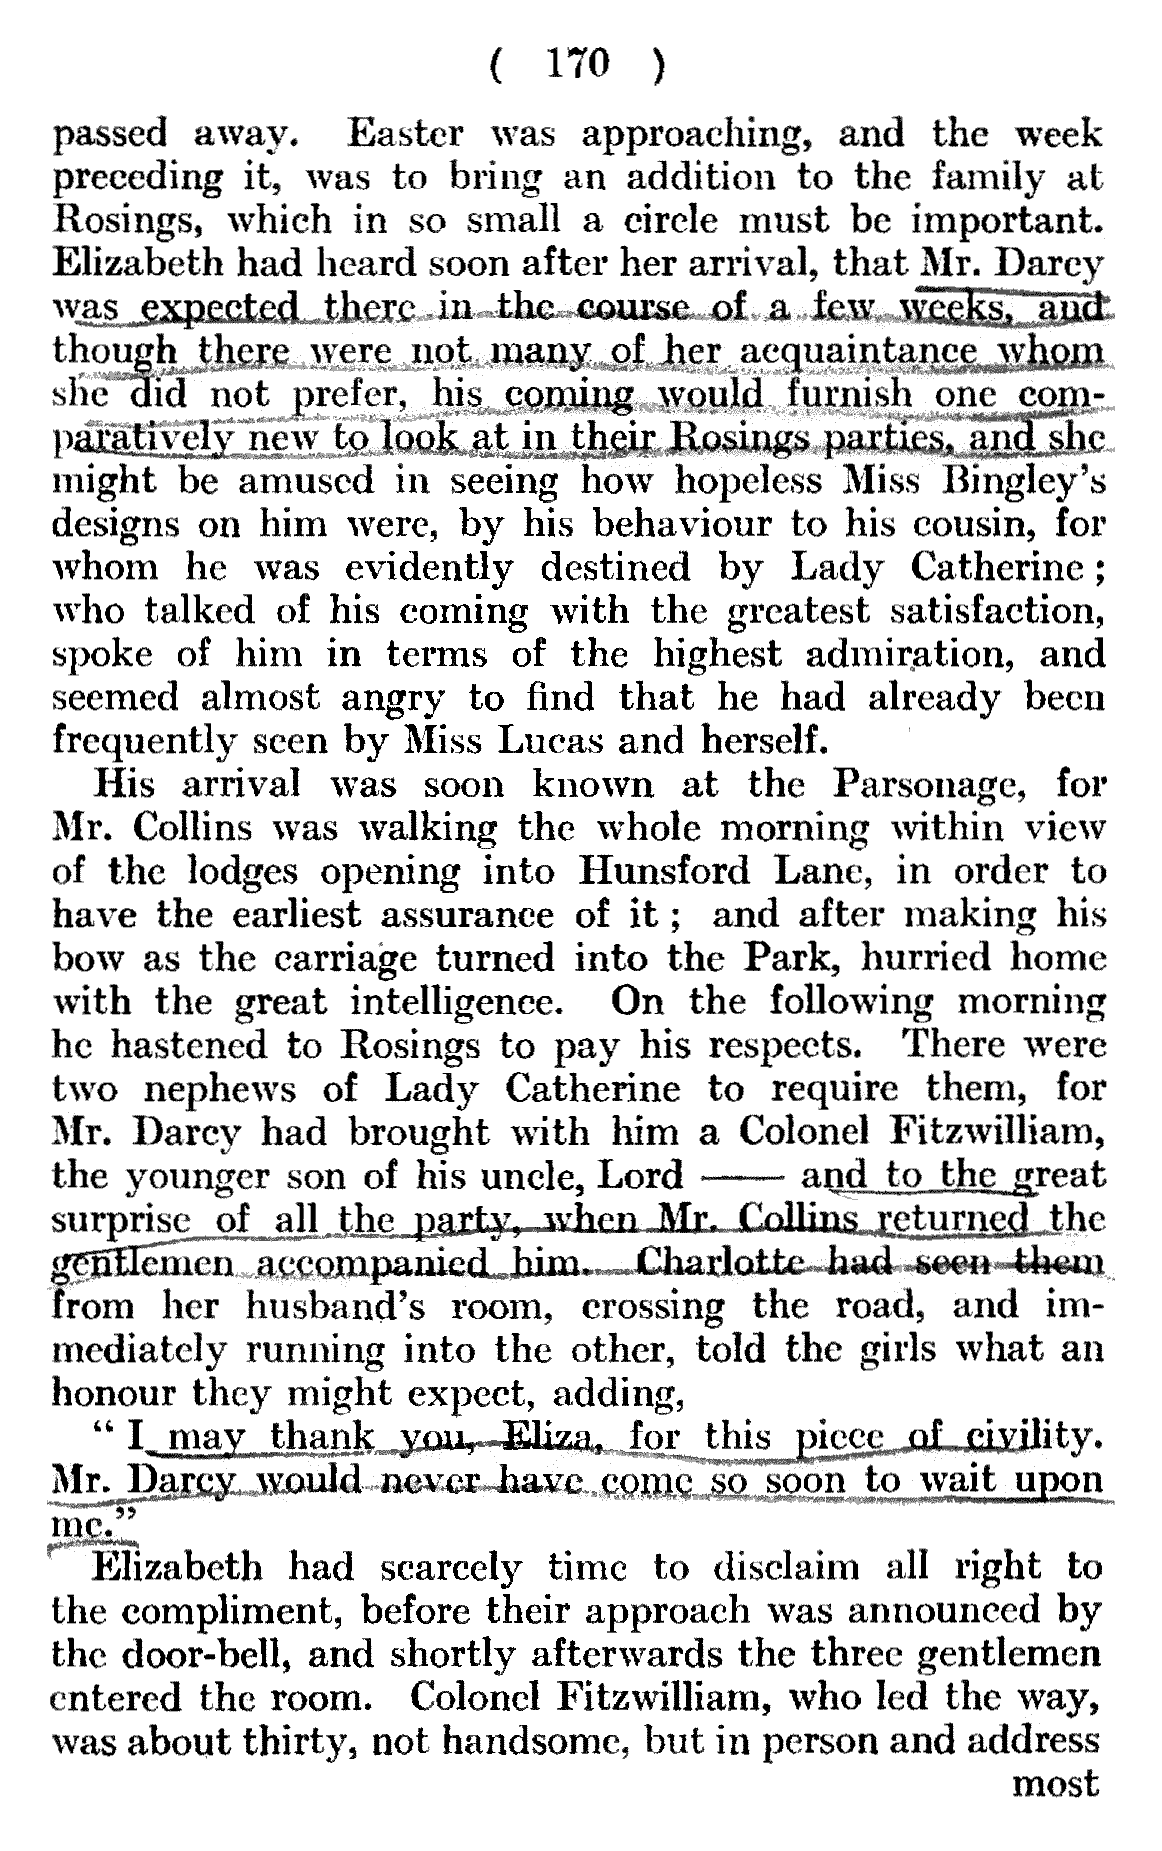 ( 170 )
passed away. Easter was approaching, and the week
preceding it, was to bring an addition to the family at
Rosings, which in so small a circle must be important.
Elizabeth had heard soon after her arrival, that Mr. Darcy
was expected there in the course of a few weeks, and
though there were not many of her acquaintance whom
she did not prefer, his coming would furnish one com-
paratively new to look at in their Rosings parties, and she
might be amused in seeing how hopeless Miss Bingley's
designs on him were, by his behaviour to his cousin, for
whom he was evidently destined by Lady Catherine ;
who talked of his coming with the greatest satisfaction,
spoke of him in terms of the highest admiration, and
seemed almost angry to find that he had already been
frequently seen by Miss Lucas and herself.
His arrival was soon known at the Parsonage, for
Mr. Collins was walking the whole morning within view
of the lodges opening into Hunsford Lane, in order to
have the earliest assurance of it ; and after making his
bow as the carriage turned into the Park, hurried home
with the great intelligence. On the following morning
he hastened to Rosings to pay his respects. There were
two nephews of Lady Catherine to require them, for
Mr. Darcy had brought with him a Colonel Fitzwilliam,
the younger son of his uncle, Lord —— and to the great
surprise of all the party, when Mr. Collins returned the
gentlemen accompanied him. Charlotte had seen them
from her husband's room, crossing the road, and im-
mediately running into the other, told the girls what an
honour they might expect, adding,
“ I may thank you, Eliza, for this piece of civility.
Mr. Darcy would never have come so soon to wait upon
me.”
Elizabeth had scarcely time to disclaim all right to
the compliment, before their approach was announced by
the door-bell, and shortly afterwards the three gentlemen
entered the room. Colonel Fitzwilliam, who led the way,
was about thirty, not handsome, but in person and address
most